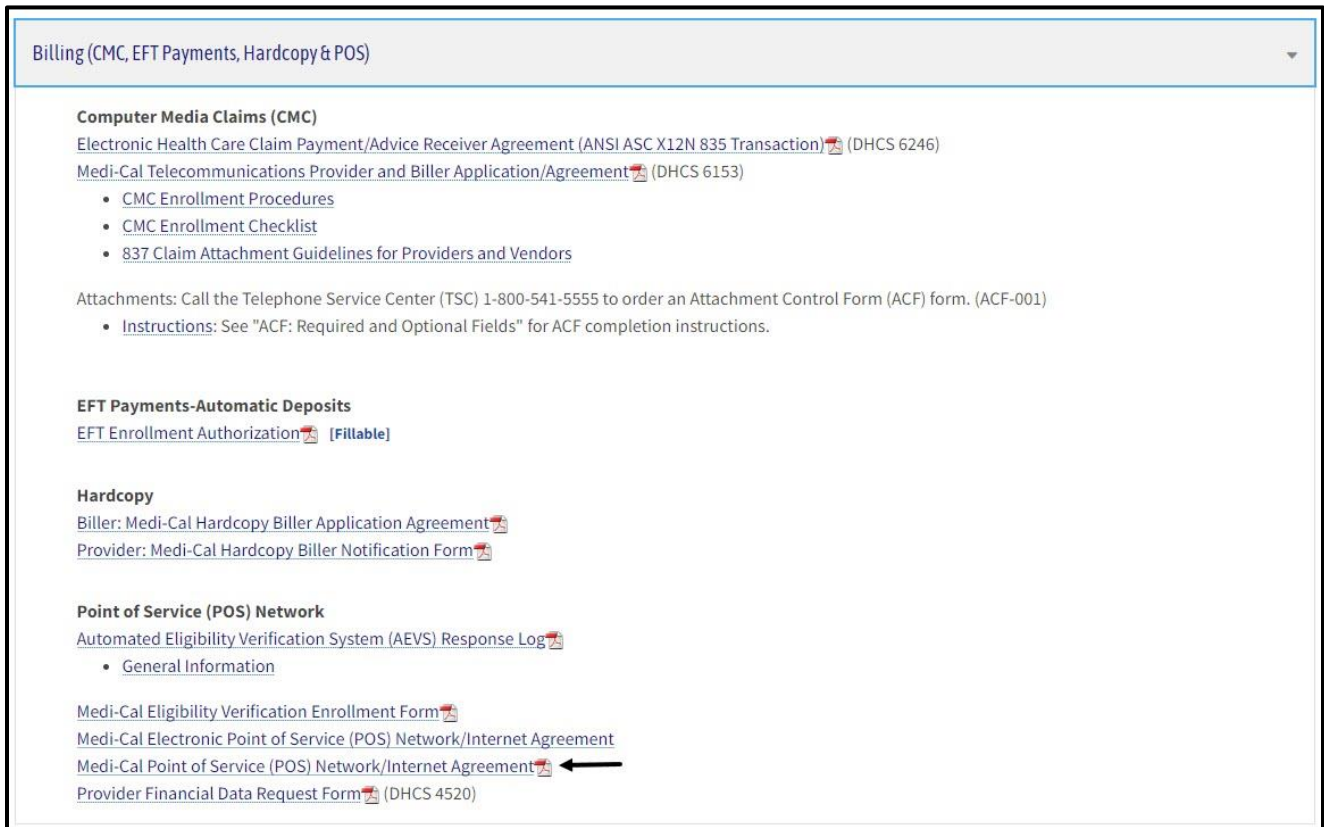 Billing (CMC, EFT Payments, Hardcopy & POS)
Computer Media Claims (CMC)
Electronic Health Care Claim Payment/Advice Receiver Agreement (ANSI ASC X12N 835 Transaction) (DHCS 6246)
Medi-Cal Telecommunications Provider and Biller Application/Agreement (DHCS 6153)
• CMC Enrollment Procedures
• CMC Enrollment Checklist
• 837 Claim Attachment Guidelines for Providers and Vendors
Attachments: Call the Telephone Service Center (TSC) 1-800-541-5555 to order an Attachment Control Form (ACF) form. (ACF-001)
• Instructions: See "ACF: Required and Optional Fields" for ACF completion instructions.
EFT Payments-Automatic Deposits
EFT Enrollment Authorization [Fillable]
Hardcopy
Biller: Medi-Cal Hardcopy Biller Application Agreement
Provider: Medi-Cal Hardcopy Biller Notification Form
Point of Service (POS) Network
Automated Eligibility Verification System (AEVS) Response Log
• General Information
Medi-Cal Eligibility Verification Enrollment Form
Medi-Cal Electronic Point of Service (POS) Network/Internet Agreement
Medi-Cal Point of Service (POS) Network/Internet Agreement
Provider Financial Data Request Form (DHCS 4520)